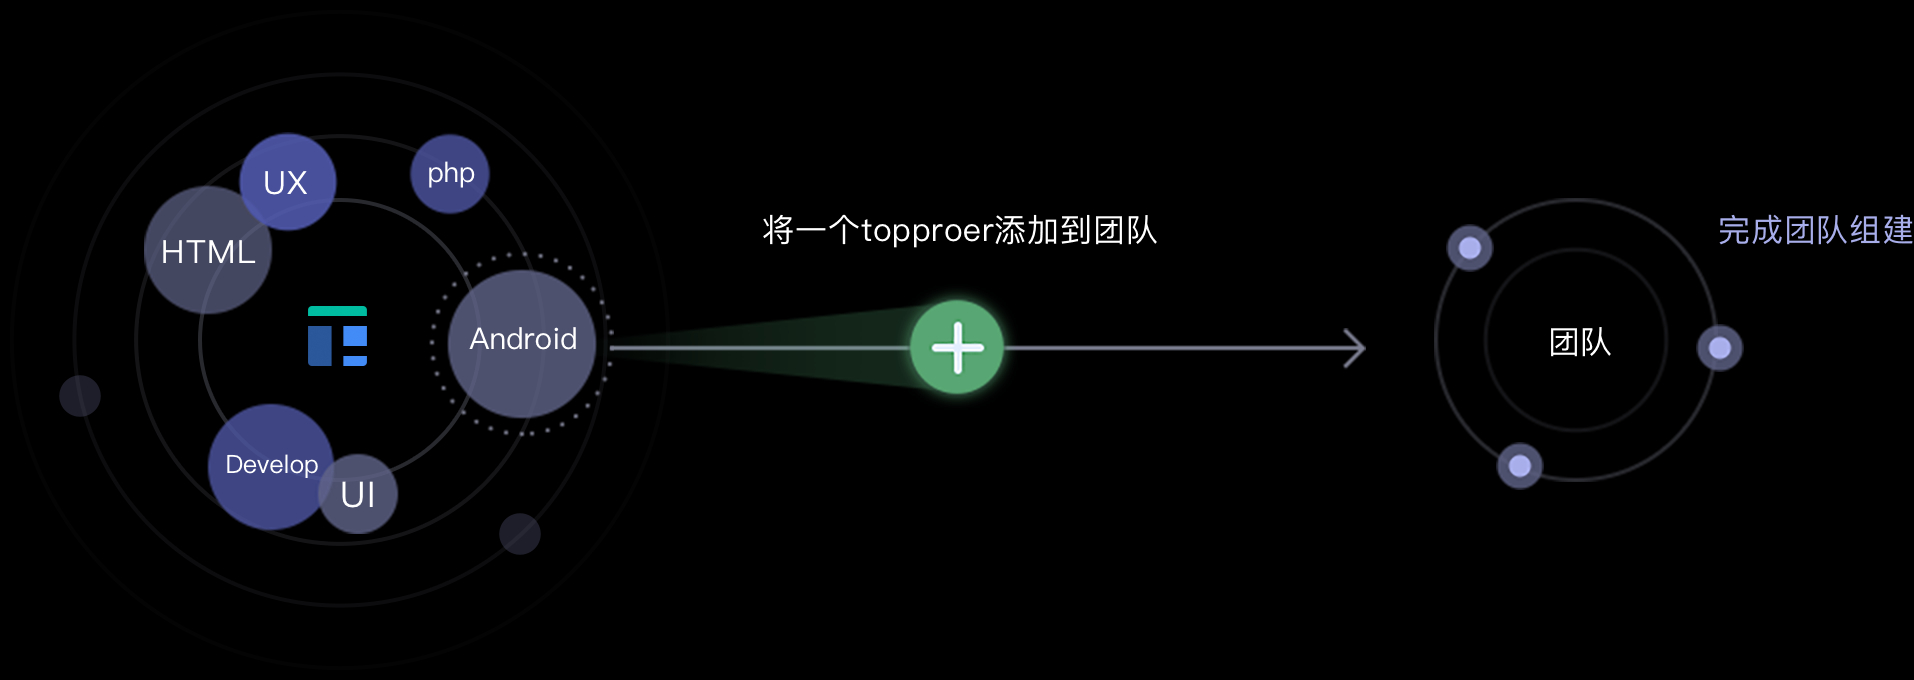 UX
php
HTML
Android
Develop
UI
将一个topproer添加到团队
团队
完成团队组建